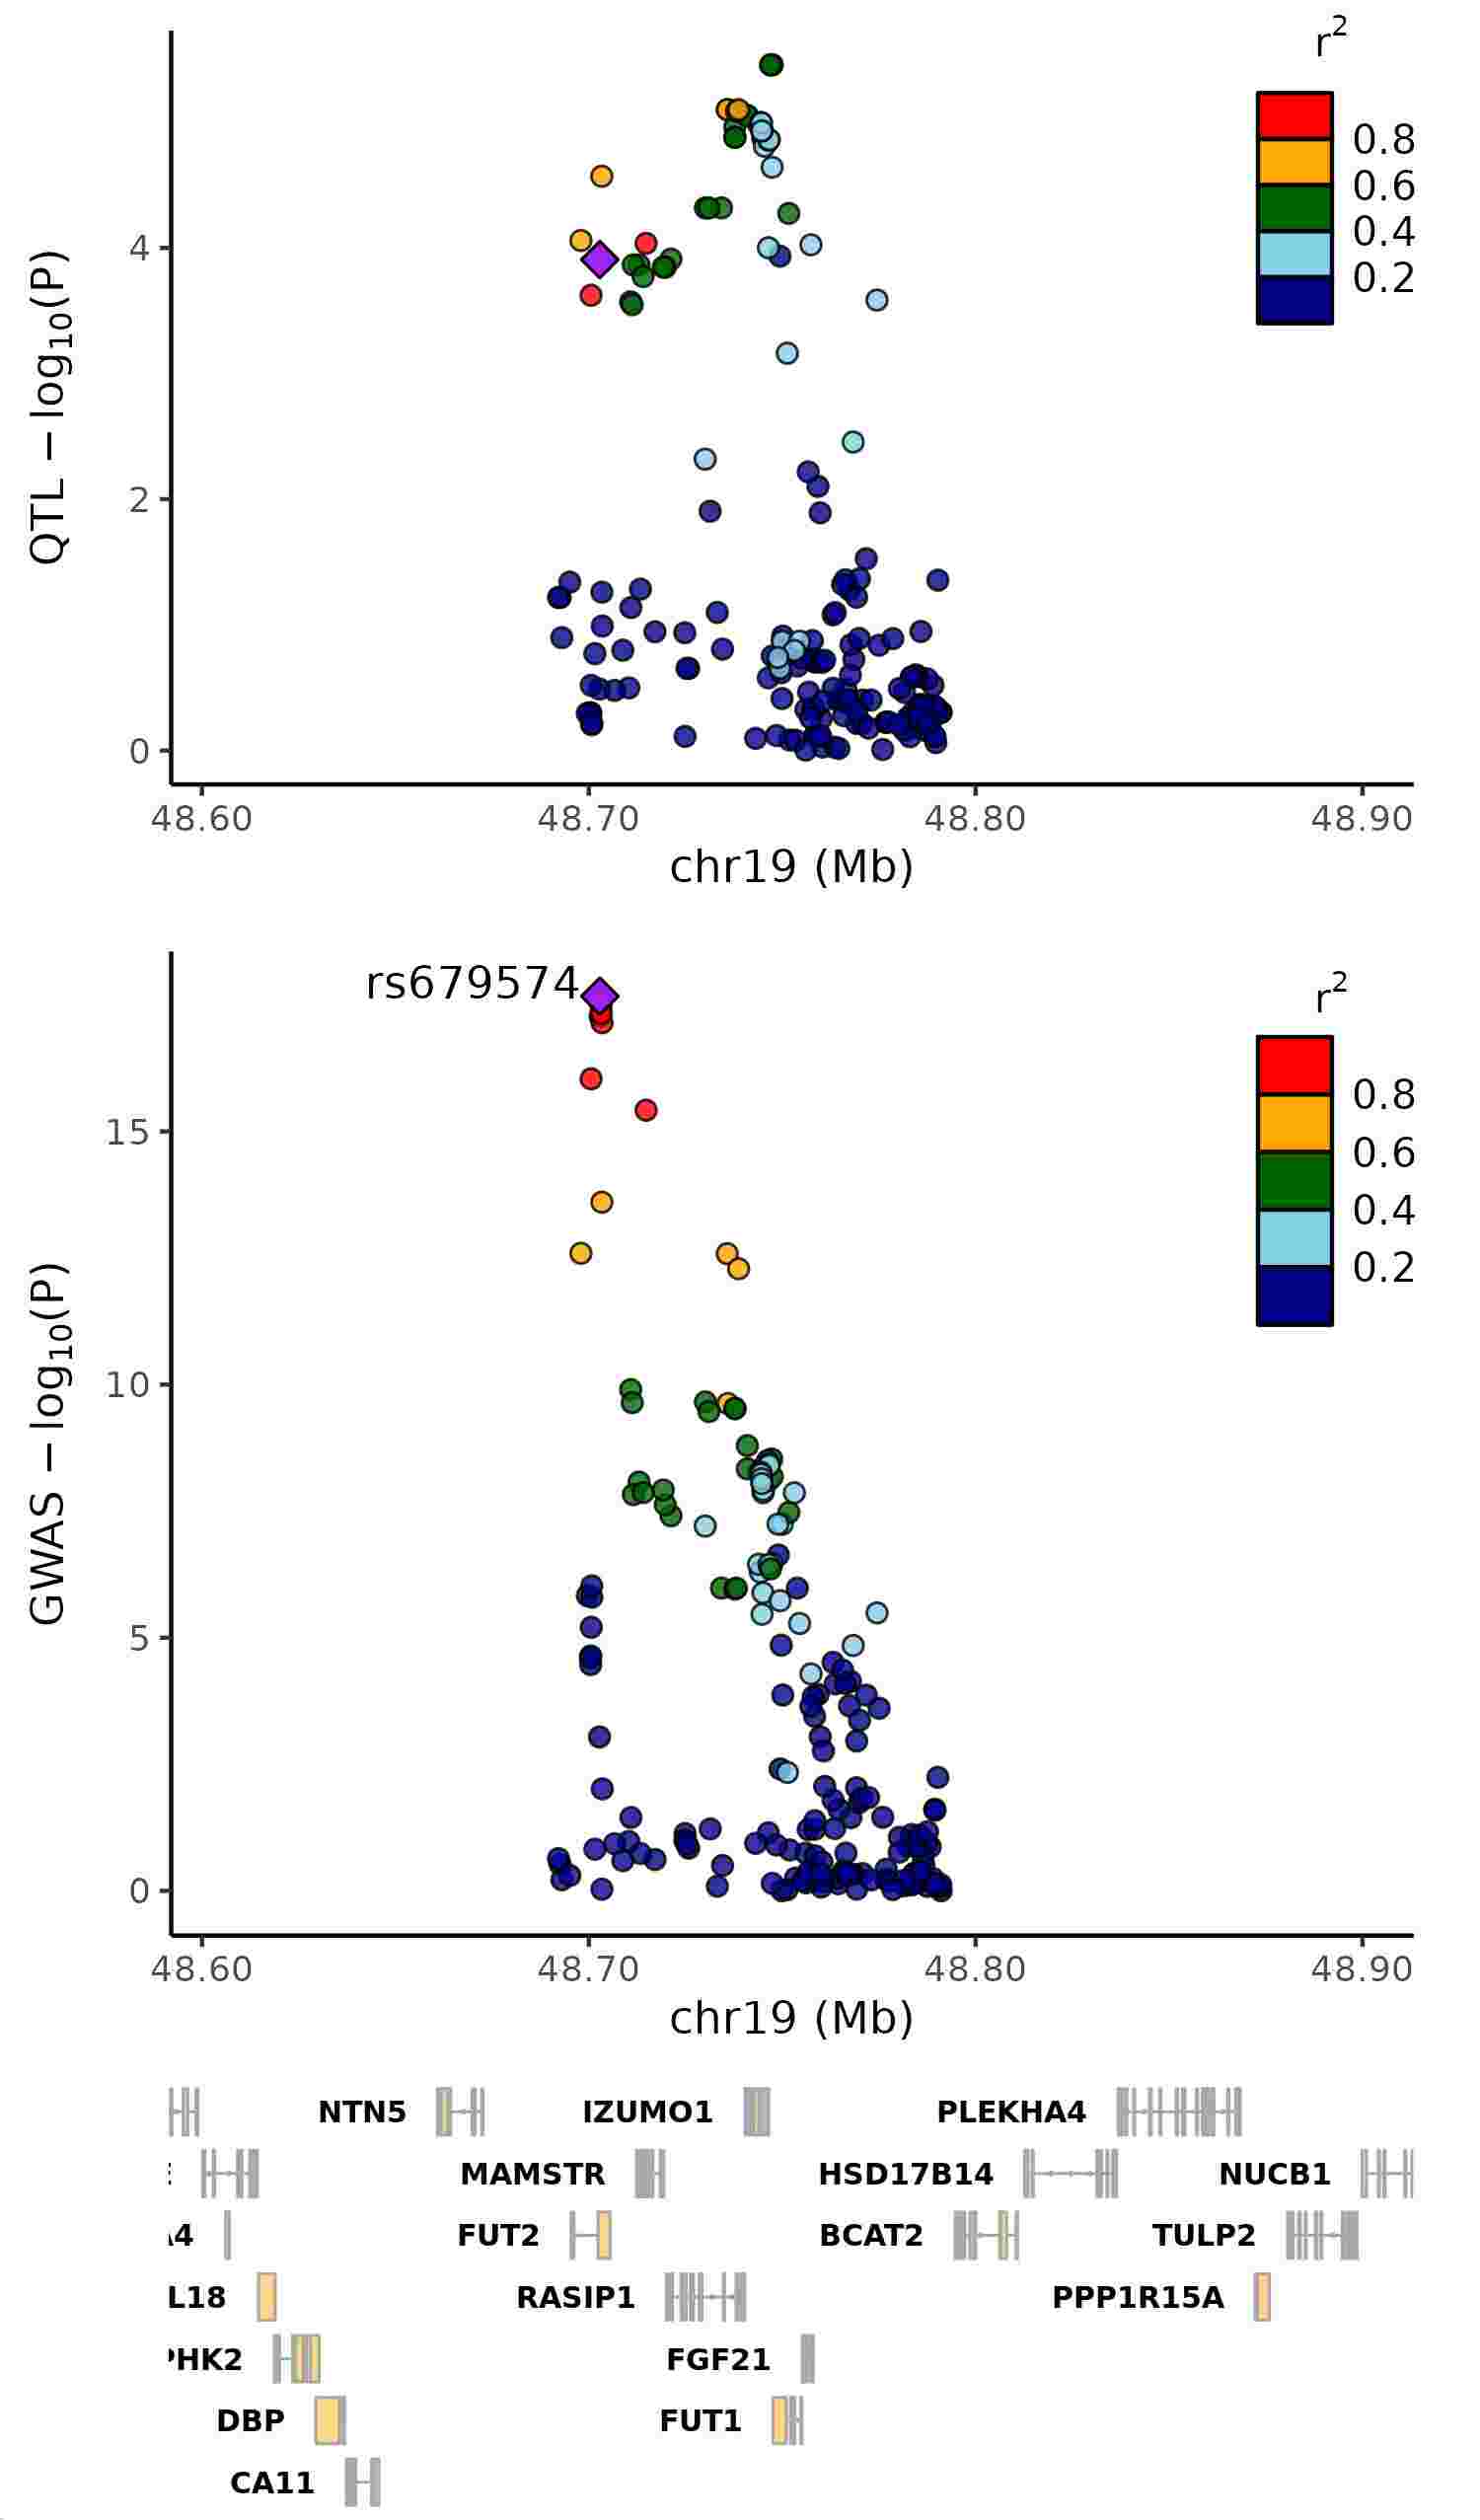 r2
0.8
0.6
0.4
0.2
QTL − log10(P)
4
2
0
48.60 48.70 48.80 48.90
chr19 (Mb)
rs679574
r2
0.8
0.6
0.4
0.2
GWAS − log10(P)
15
10
5
0
48.60 48.70 48.80 48.90
chr19 (Mb)
NTN5 IZUMO1 PLEKHA4
MAMSTR HSD17B14 NUCB1
4 FUT2 BCAT2 TULP2
L18 RASIP1 PPP1R15A
PHK2 FGF21
DBP FUT1
CA11